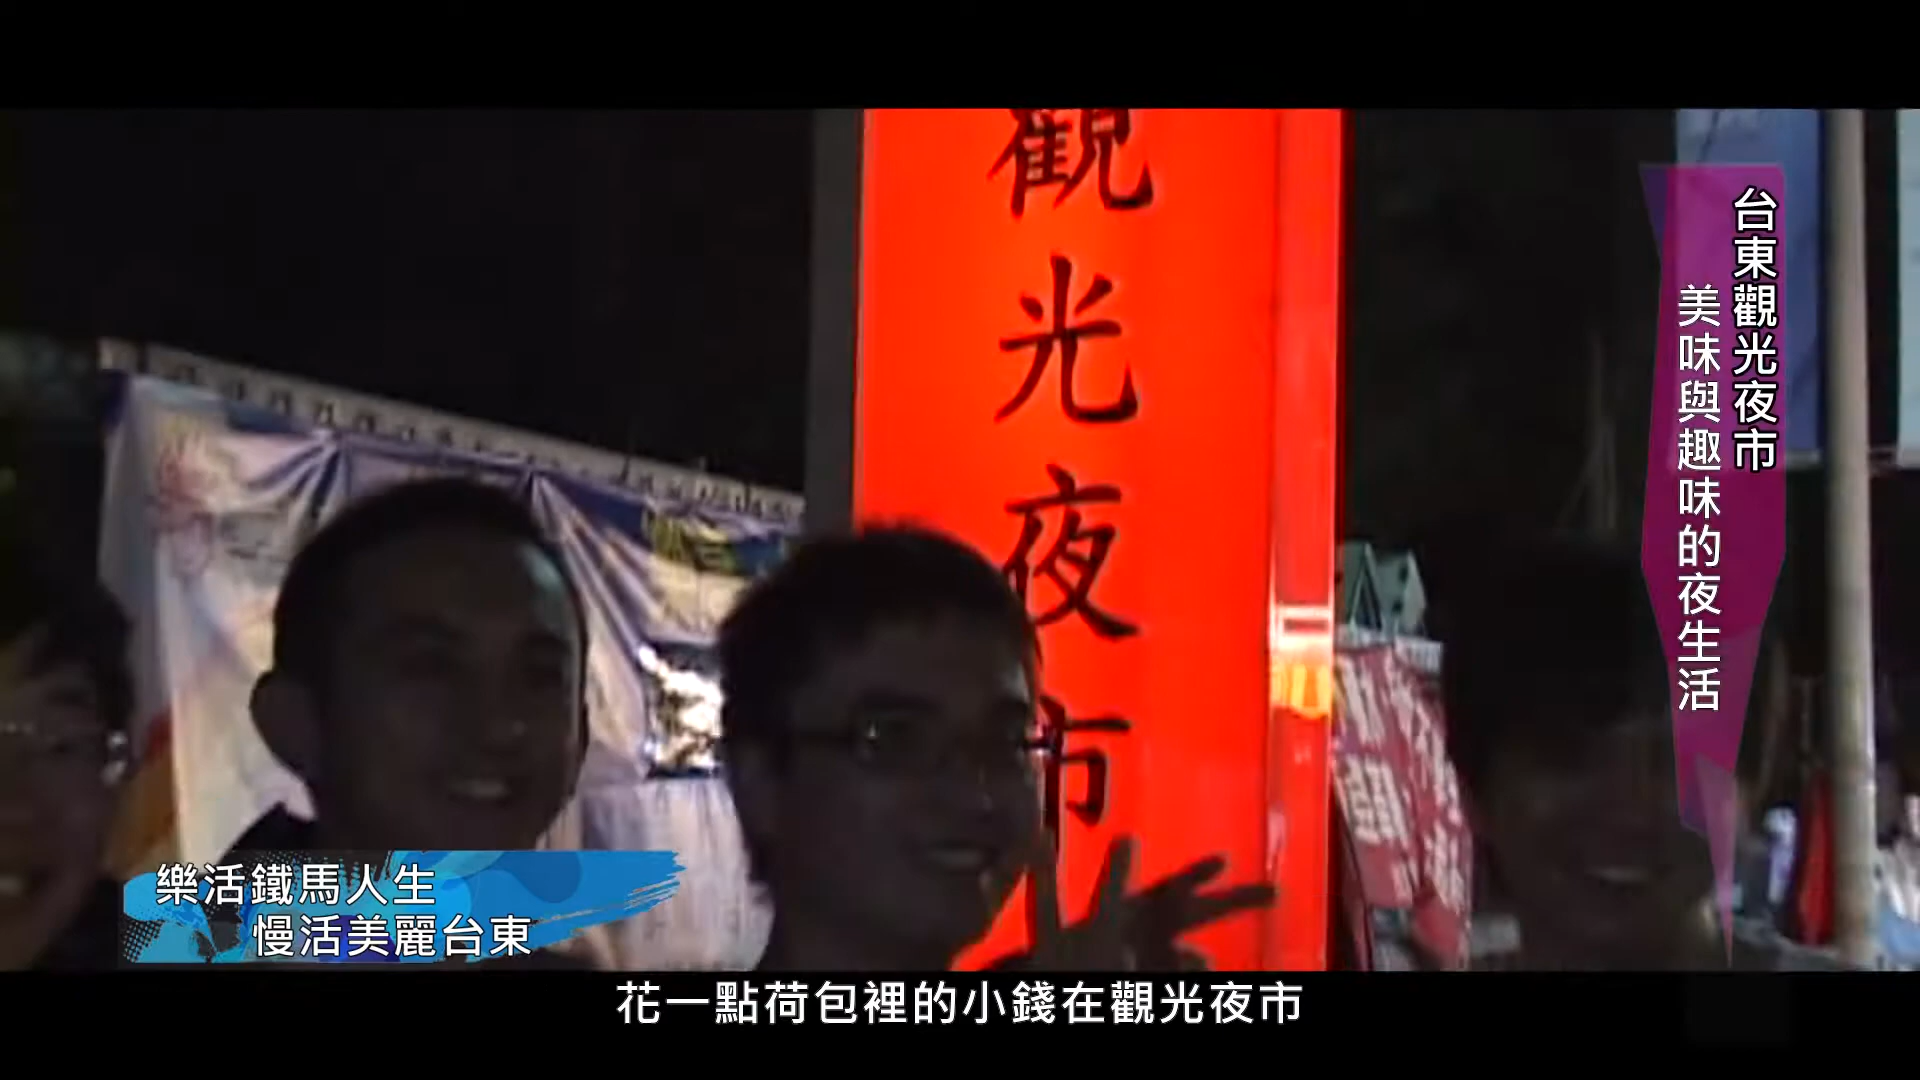 台東觀光夜市
美味與趣味的夜生活
觀光夜市
樂活鐵馬人生
慢活美麗台東
花一點荷包裡的小錢在觀光夜市